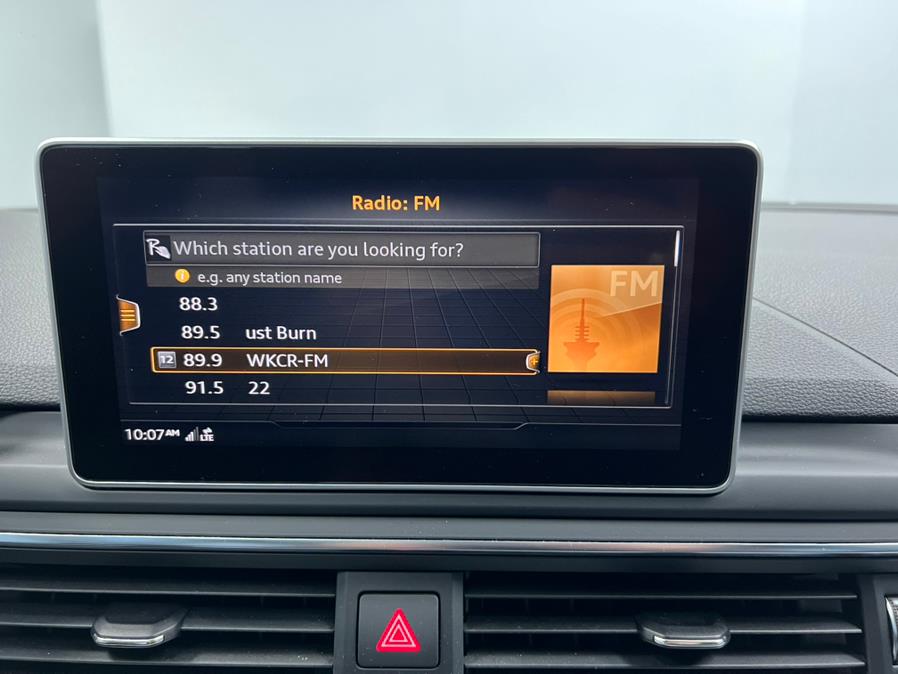 Radio: FM
Which station are you looking for?
e.g. any station name
FM
88.3
89.5 ust Burn
12 89.9 WKCR-FM
91.5 22
10:07AM LTE